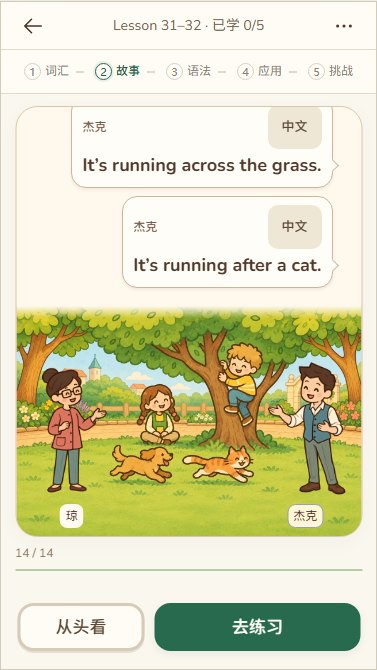 Lesson 31–32 · 已学 0/5
1 词汇 2 故事 3 语法 4 应用 5 挑战
杰克 中文
It’s running across the grass.
杰克 中文
It’s running after a cat.
琼 杰克
14 / 14
从头看 去练习